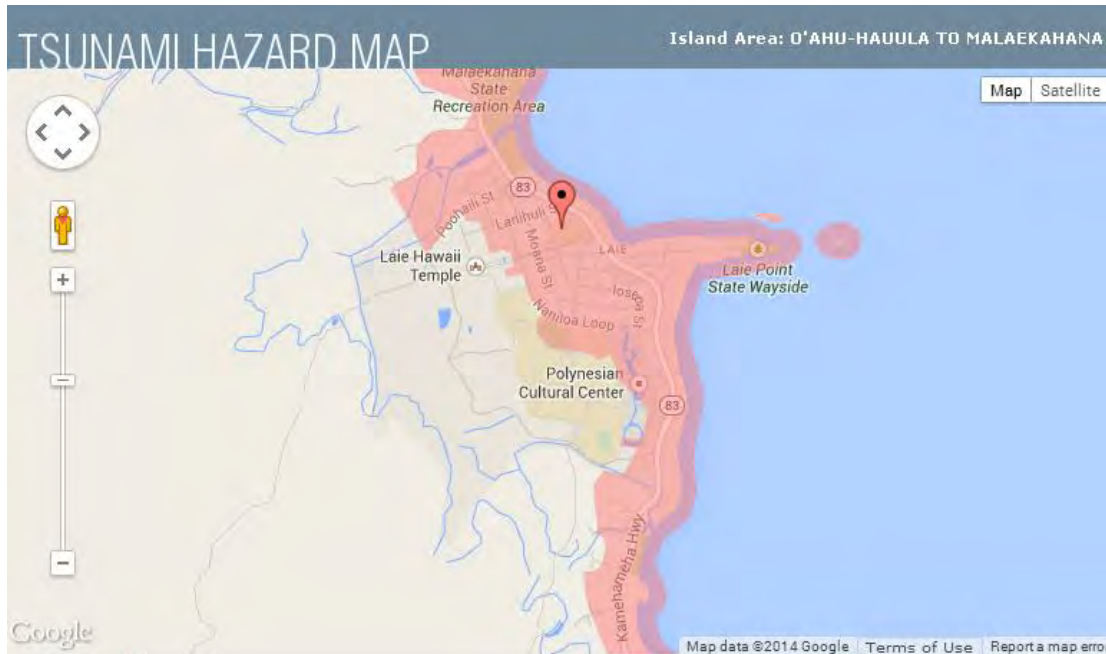 TSUNAMI HAZARD MAP
Island Area: O'AHU-HAUULA TO MALAEKAHANA
Malaekahana
State
Recreation Area
Map
Satellite
83
Poohaili St
Lanihuli St
LAIE
Laie Hawaii
Temple
Moana St
Laie Point
State Wayside
Iosepa St
Naniloa Loop
Polynesian
Cultural Center
83
Kamehameha Hwy
Google
Map data ©2014 Google
Terms of Use
Report a map erro